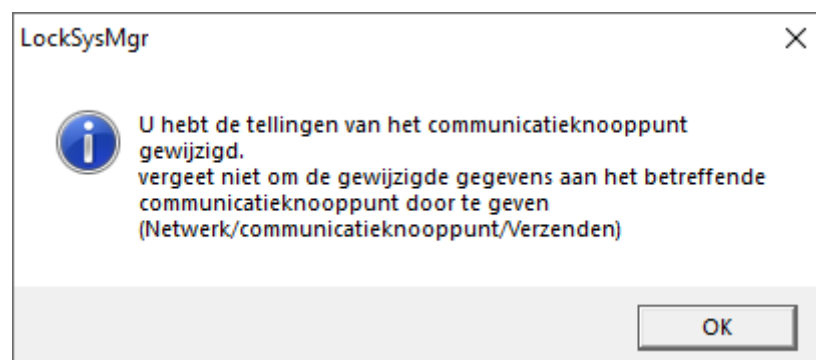 LockSysMgr
U hebt de tellingen van het communicatieknooppunt
gewijzigd.
vergeet niet om de gewijzigde gegevens aan het betreffende
communicatieknooppunt door te geven
(Netwerk/communicatieknooppunt/Verzenden)
OK